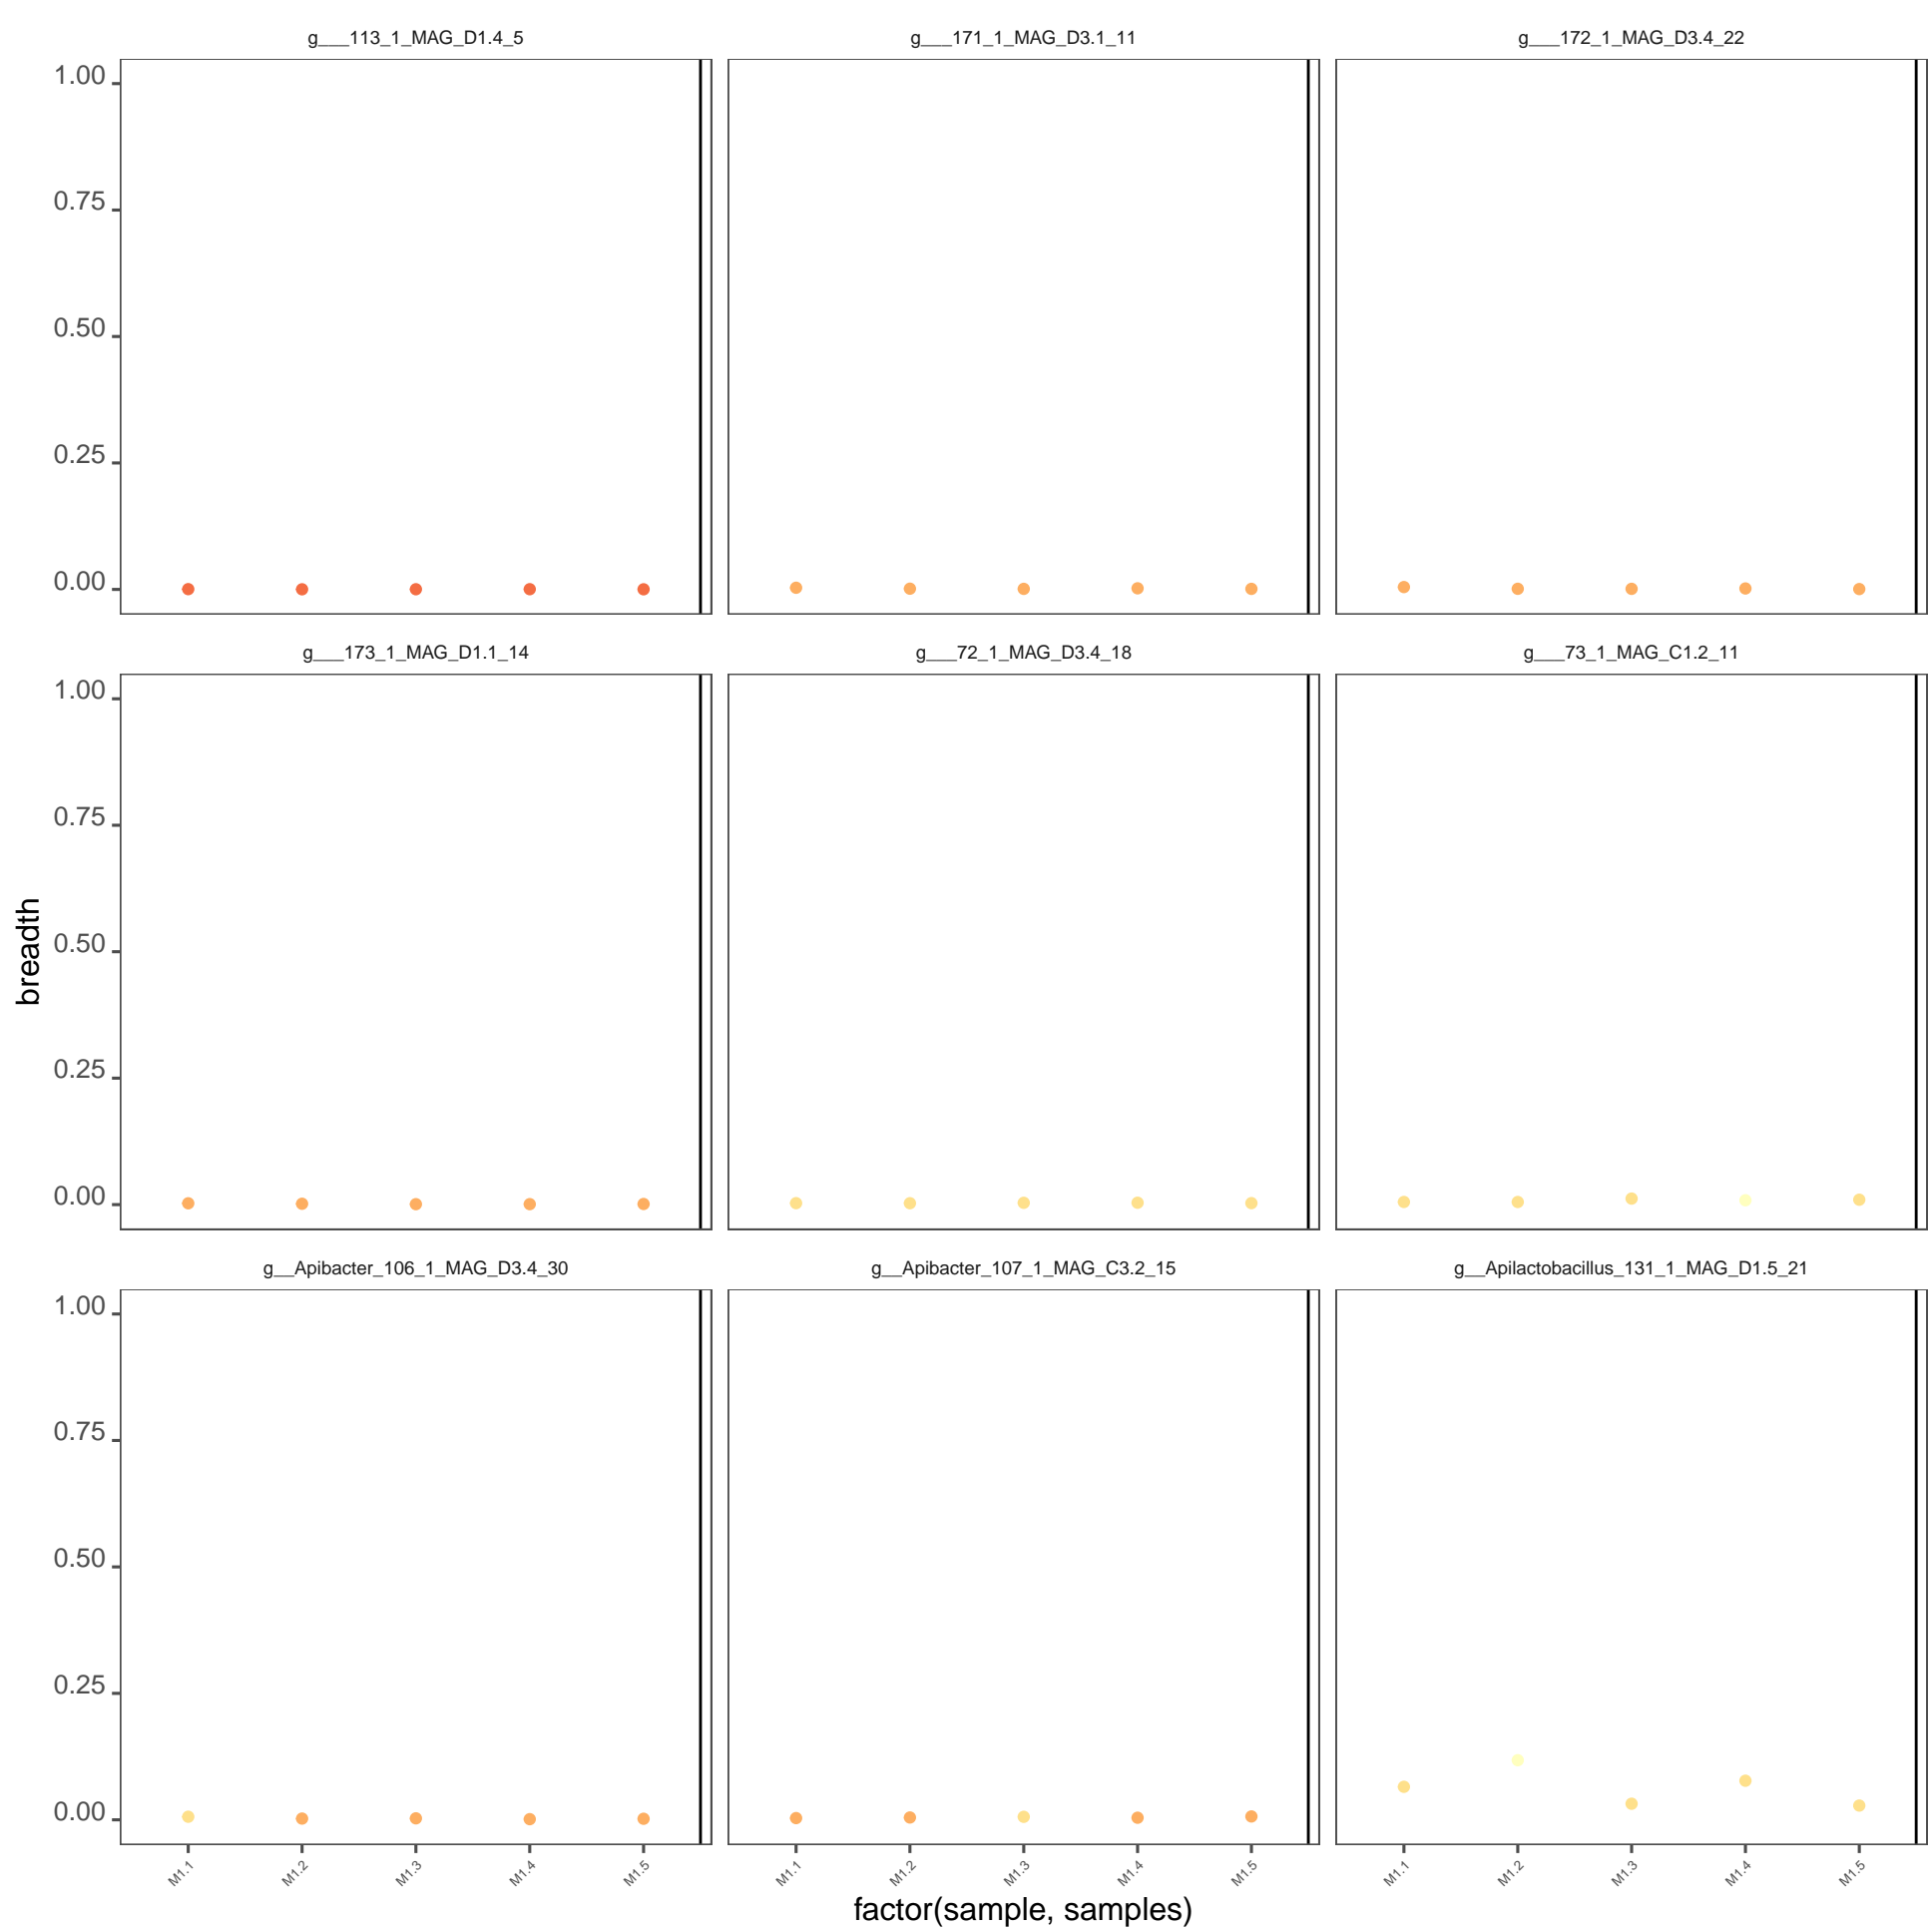 g___113_1_MAG_D1.4_5
g___171_1_MAG_D3.1_11
g___172_1_MAG_D3.4_22
1.00
0.75
0.50
0.25
0.00
g___173_1_MAG_D1.1_14
g___72_1_MAG_D3.4_18
g___73_1_MAG_C1.2_11
1.00
0.75
0.50
0.25
0.00
breadth
g__Apibacter_106_1_MAG_D3.4_30
g__Apibacter_107_1_MAG_C3.2_15
g__Apilactobacillus_131_1_MAG_D1.5_21
1.00
0.75
0.50
0.25
0.00
M1.1
M1.2
M1.3
M1.4
M1.5
M1.1
M1.2
M1.3
M1.4
M1.5
M1.1
M1.2
M1.3
M1.4
M1.5
factor(sample, samples)